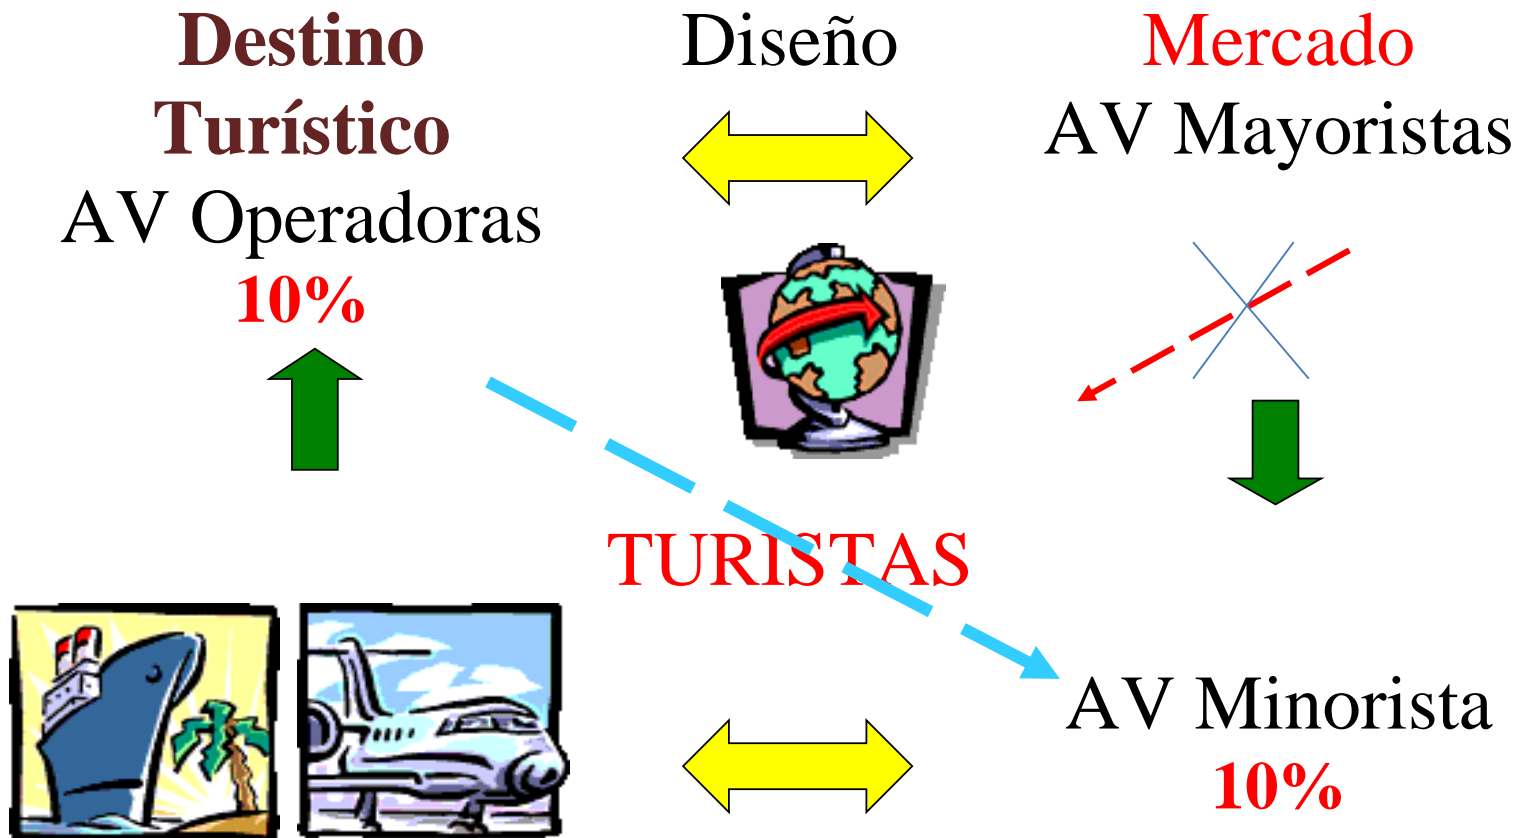 Destino
Turístico
AV Operadoras
10%
Diseño
Mercado
AV Mayoristas
TURISTAS
AV Minorista
10%